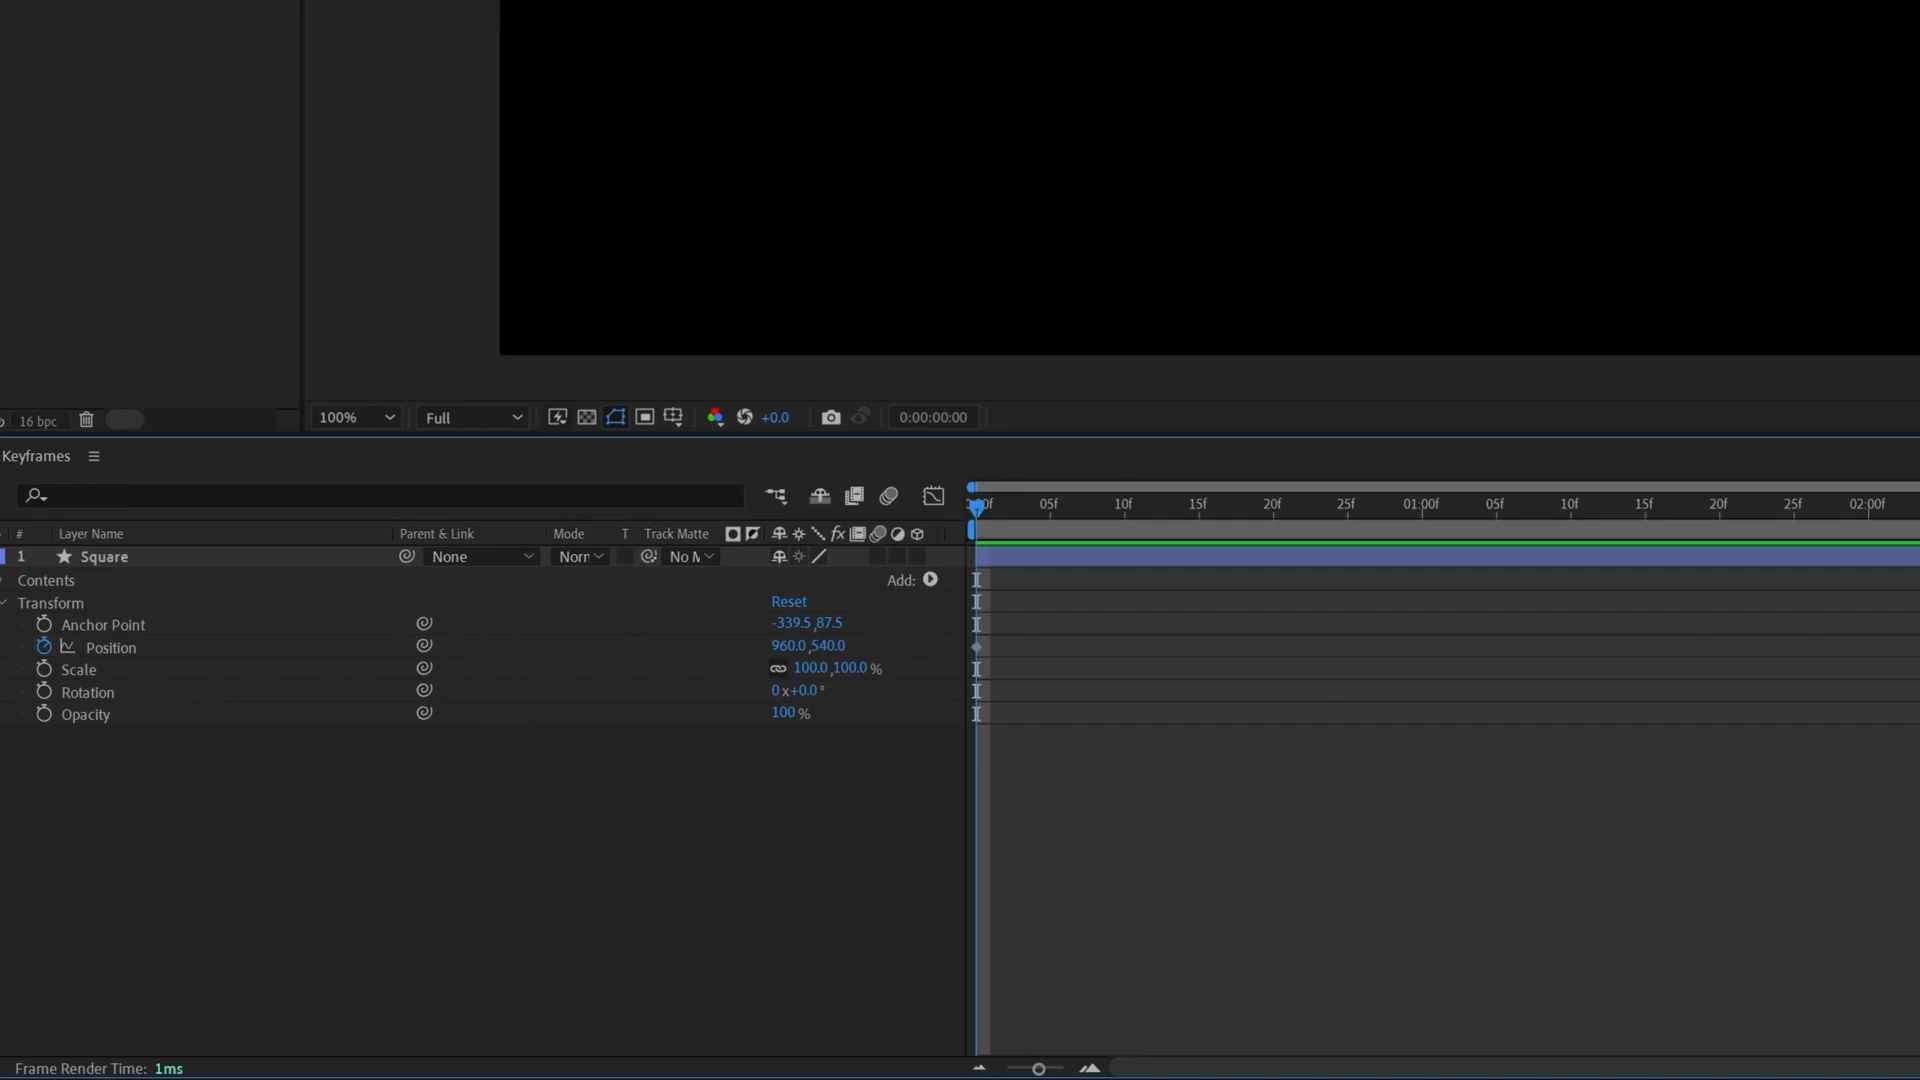 16 bpc
100% Full +0.0 0:00:00:00
Keyframes
05f 10f 15f 20f 25f 01:00f 05f 10f 15f 20f 25f 02:00f
# Layer Name Parent & Link Mode T Track Matte fx
1 Square None Norr No M
Contents Add:
Transform Reset
Anchor Point -339.5,87.5
Position 960.0,540.0
Scale 100.0,100.0 %
Rotation 0 x+0.0°
Opacity 100 %
Frame Render Time: 1ms